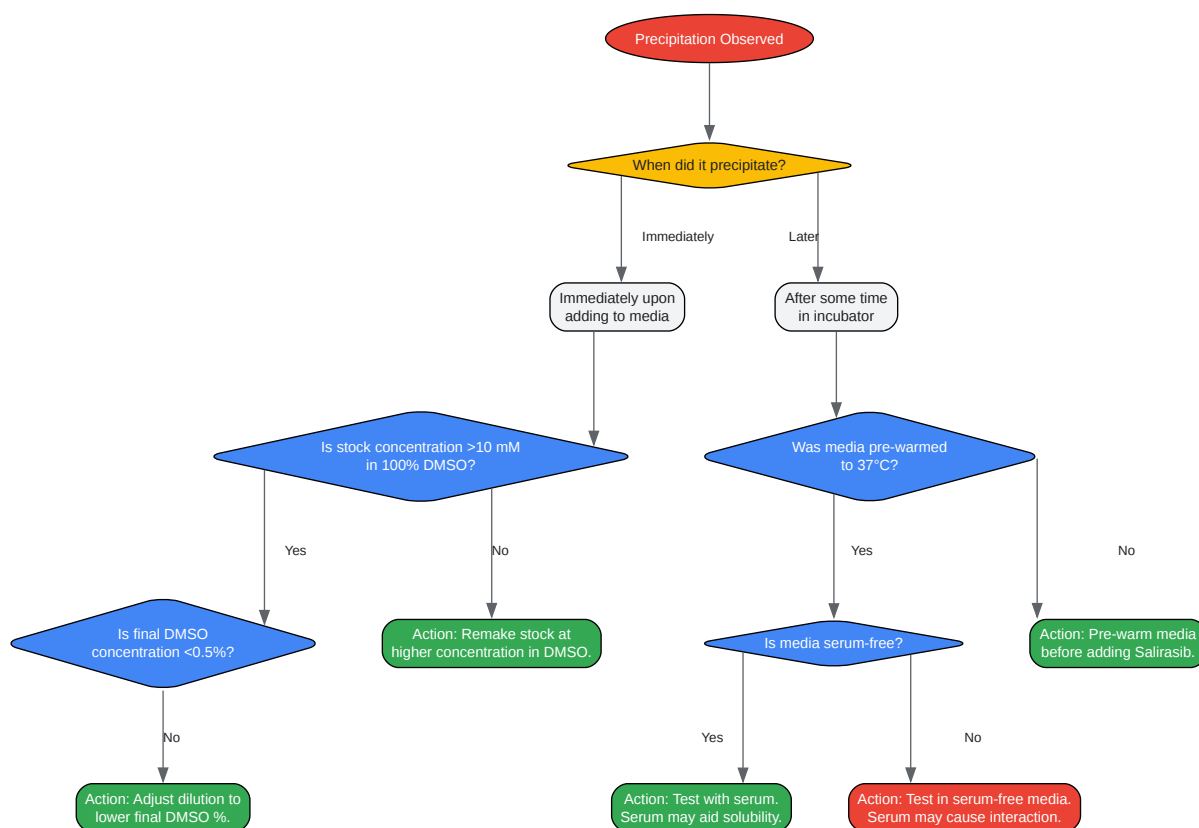 Precipitation Observed
When did it precipitate?
Immediately
Later
Immediately upon
adding to media
After some time
in incubator
Is stock concentration >10 mM
in 100% DMSO?
Was media pre-warmed
to 37°C?
Yes
No
Yes
No
Is final DMSO
concentration <0.5%?
Action: Remake stock at
higher concentration in DMSO.
Is media serum-free?
Action: Pre-warm media
before adding Salirasib.
No
Yes
No
Action: Adjust dilution to
lower final DMSO %.
Action: Test with serum.
Serum may aid solubility.
Action: Test in serum-free media.
Serum may cause interaction.